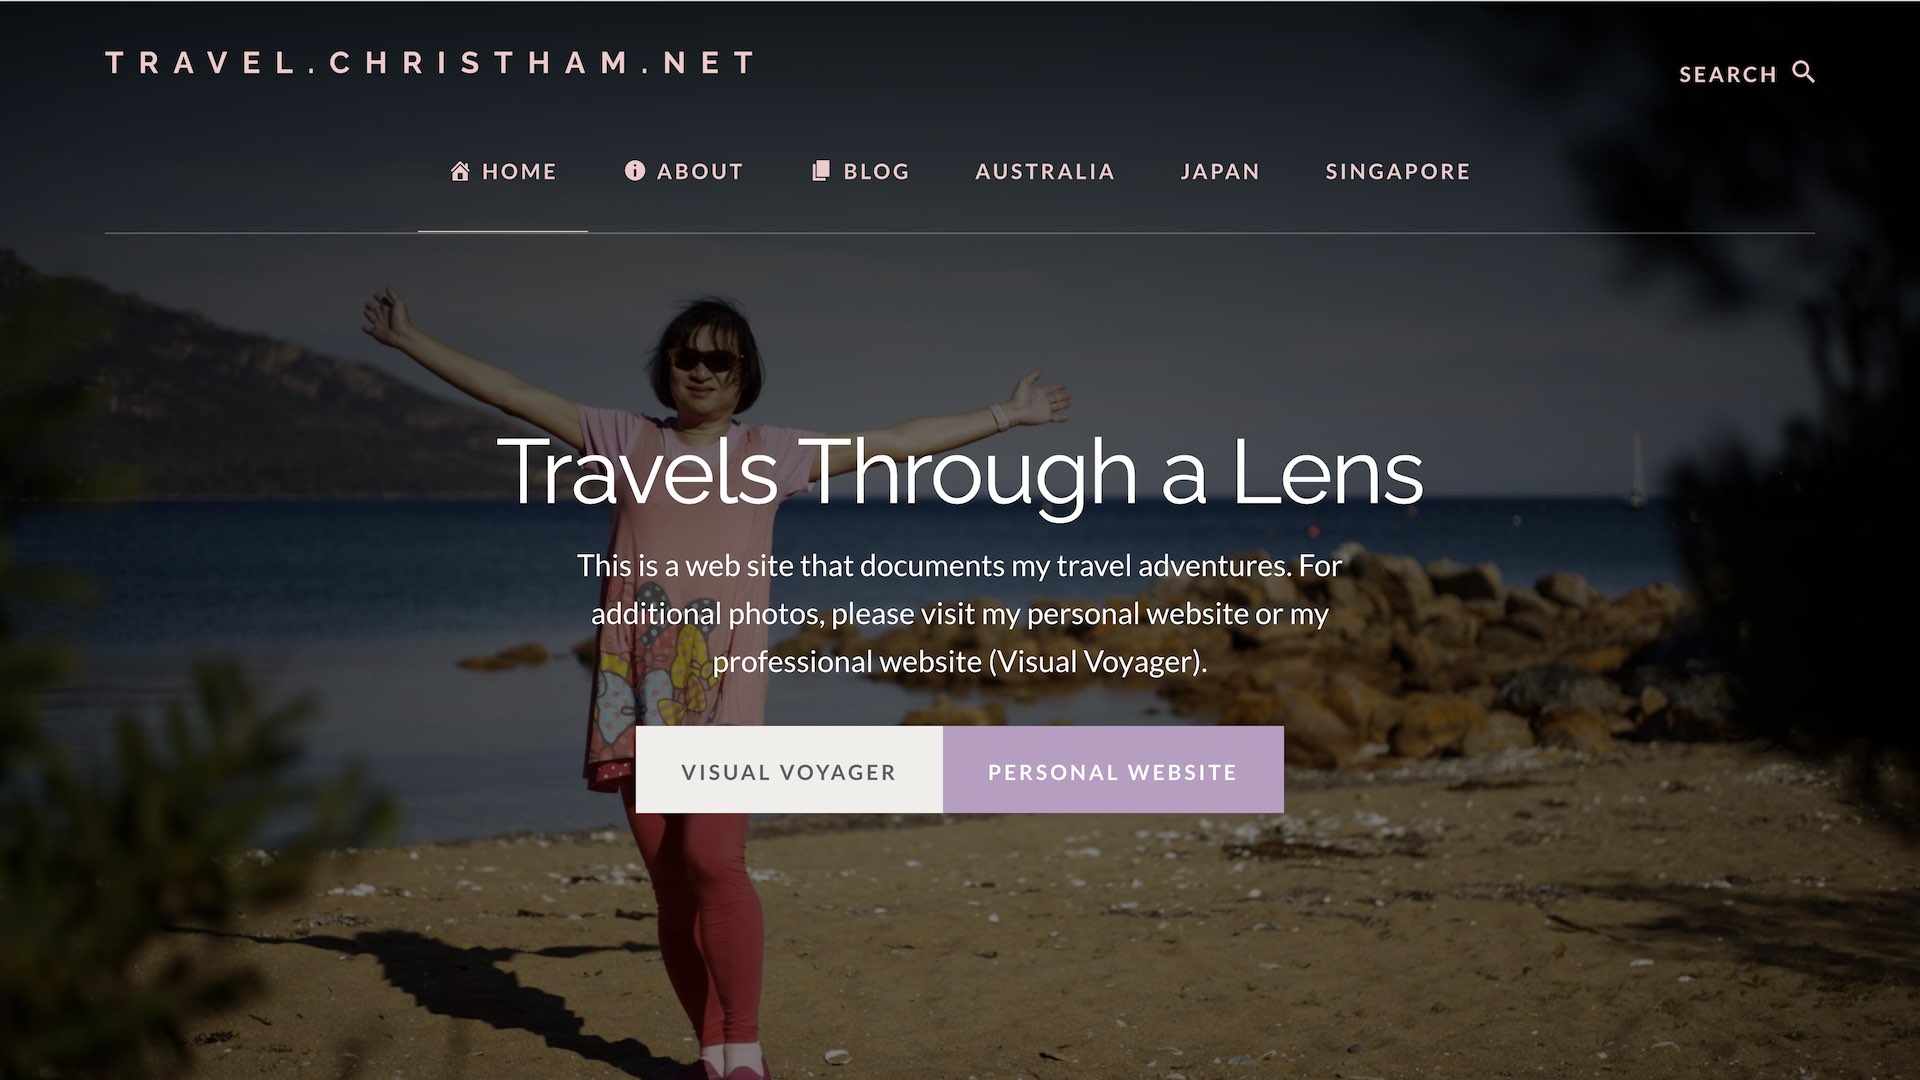 TRAVEL.CHRISTHAM.NET
SEARCH
HOME ABOUT BLOG AUSTRALIA JAPAN SINGAPORE
Travels Through a Lens
This is a web site that documents my travel adventures. For
additional photos, please visit my personal website or my
professional website (Visual Voyager).
VISUAL VOYAGER PERSONAL WEBSITE